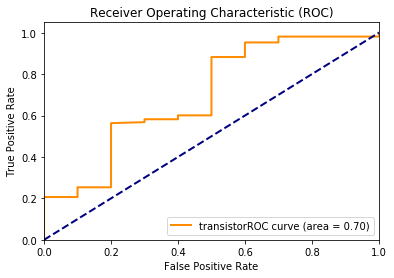 Receiver Operating Characteristic (ROC)
1.0
0.8
0.6
0.4
0.2
0.0
True Positive Rate
transistorROC curve (area = 0.70)
0.0 0.2 0.4 0.6 0.8 1.0
False Positive Rate